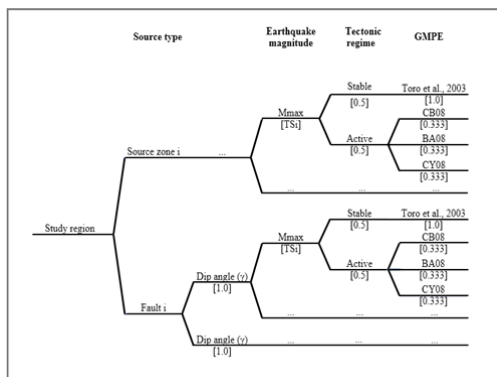 Source type Earthquake magnitude Tectonic regime GMPE
Stable Toro et al., 2003
[0.5] [1.0]
Mmax CB08
[TSi] [0.333]
Active BA08
[0.5] [0.333]
CY08
[0.333]
Source zone i ...
... ... ...
Study region
Stable Toro et al., 2003
[0.5] [1.0]
Mmax CB08
[TSi] [0.333]
Active BA08
[0.5] [0.333]
Dip angle (γ) CY08
[1.0] [0.333]
Fault i
... ... ...
Dip angle (γ) ... ... ...
[1.0]